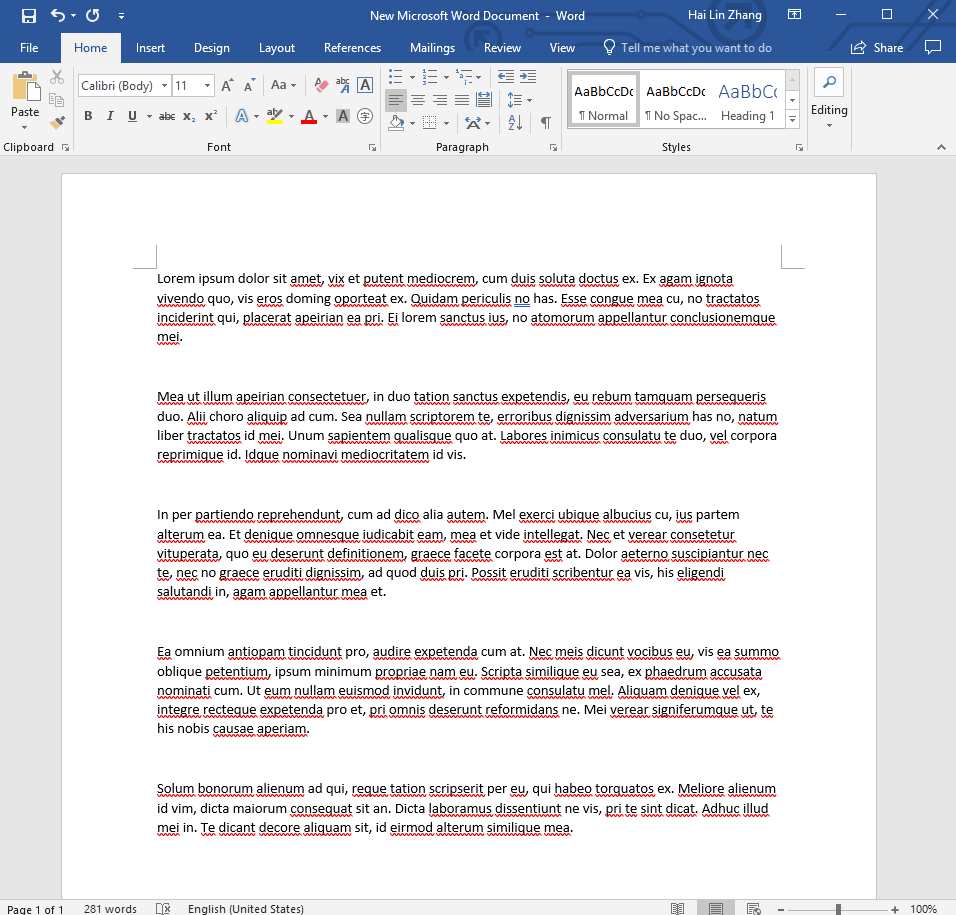 New Microsoft Word Document - Word
Hai Lin Zhang
File Home Insert Design Layout References Mailings Review View Tell me what you want to do Share
Paste
Clipboard
Calibri (Body) 11
Font
Paragraph
AaBbCcDc AaBbCcDc AaBbCc
¶ Normal ¶ No Spac... Heading 1
Styles
Editing
Lorem ipsum dolor sit amet, vix et putent mediocrem, cum duis soluta doctus ex. Ex agam ignota
vivendo quo, vis eros doming oporteat ex. Quidam periculis no has. Esse congue mea cu, no tractatos
inciderint qui, placerat apeirian ea pri. Ei lorem sanctus ius, no atomorum appellantur conclusionemque
mei.
Mea ut illum apeirian consectetuer, in duo tation sanctus expetendis, eu rebum tamquam persequeris
duo. Alii choro aliquip ad cum. Sea nullam scriptorem te, erroribus dignissim adversarium has no, natum
liber tractatos id mei. Unum sapientem qualisque quo at. Labores inimicus consulatu te duo, vel corpora
reprimique id. Idque nominavi mediocritatem id vis.
In per partiendo reprehendunt, cum ad dico alia autem. Mel exerci ubique albucius cu, ius partem
alterum ea. Et denique omnesque iudicabit eam, mea et vide intellegat. Nec et verear consetetur
vituperata, quo eu deserunt definitionem, graece facete corpora est at. Dolor aeterno suscipiantur nec
te, nec no graece eruditi dignissim, ad quod duis pri. Possit eruditi scribentur ea vis, his eligendi
salutandi in, agam appellantur mea et.
Ea omnium antiopam tincidunt pro, audire expetenda cum at. Nec meis dicunt vocibus eu, vis ea summo
oblique petentium, ipsum minimum propriae nam eu. Scripta similique eu sea, ex phaedrum accusata
nominati cum. Ut eum nullam euismod invidunt, in commune consulatu mel. Aliquam denique vel ex,
integre recteque expetenda pro et, pri omnis deserunt reformidans ne. Mei verear signiferumque ut, te
his nobis causae aperiam.
Solum bonorum alienum ad qui, reque tation scripserit per eu, qui habeo torquatos ex. Meliore alienum
id vim, dicta maiorum consequat sit an. Dicta laboramus dissentiunt ne vis, pri te sint dicat. Adhuc illud
mei in. Te dicant decore aliquam sit, id eirmod alterum similique mea.
Page 1 of 1 281 words English (United States) 100%